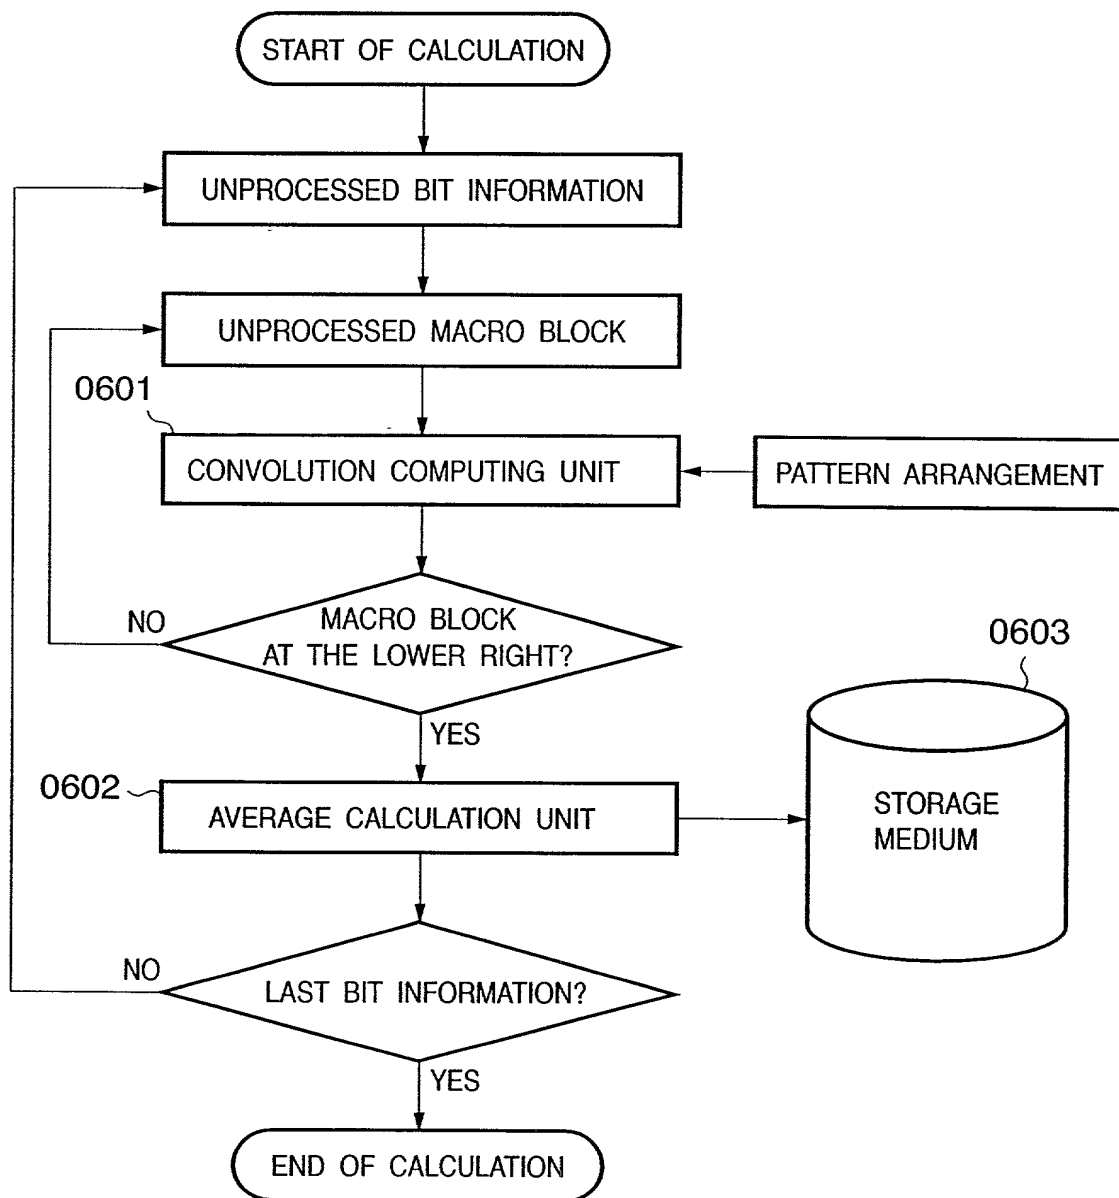 START OF CALCULATION
UNPROCESSED BIT INFORMATION
UNPROCESSED MACRO BLOCK
0601
CONVOLUTION COMPUTING UNIT
PATTERN ARRANGEMENT
NO
MACRO BLOCK
AT THE LOWER RIGHT?
0603
YES
0602
AVERAGE CALCULATION UNIT
STORAGE
MEDIUM
NO
LAST BIT INFORMATION?
YES
END OF CALCULATION